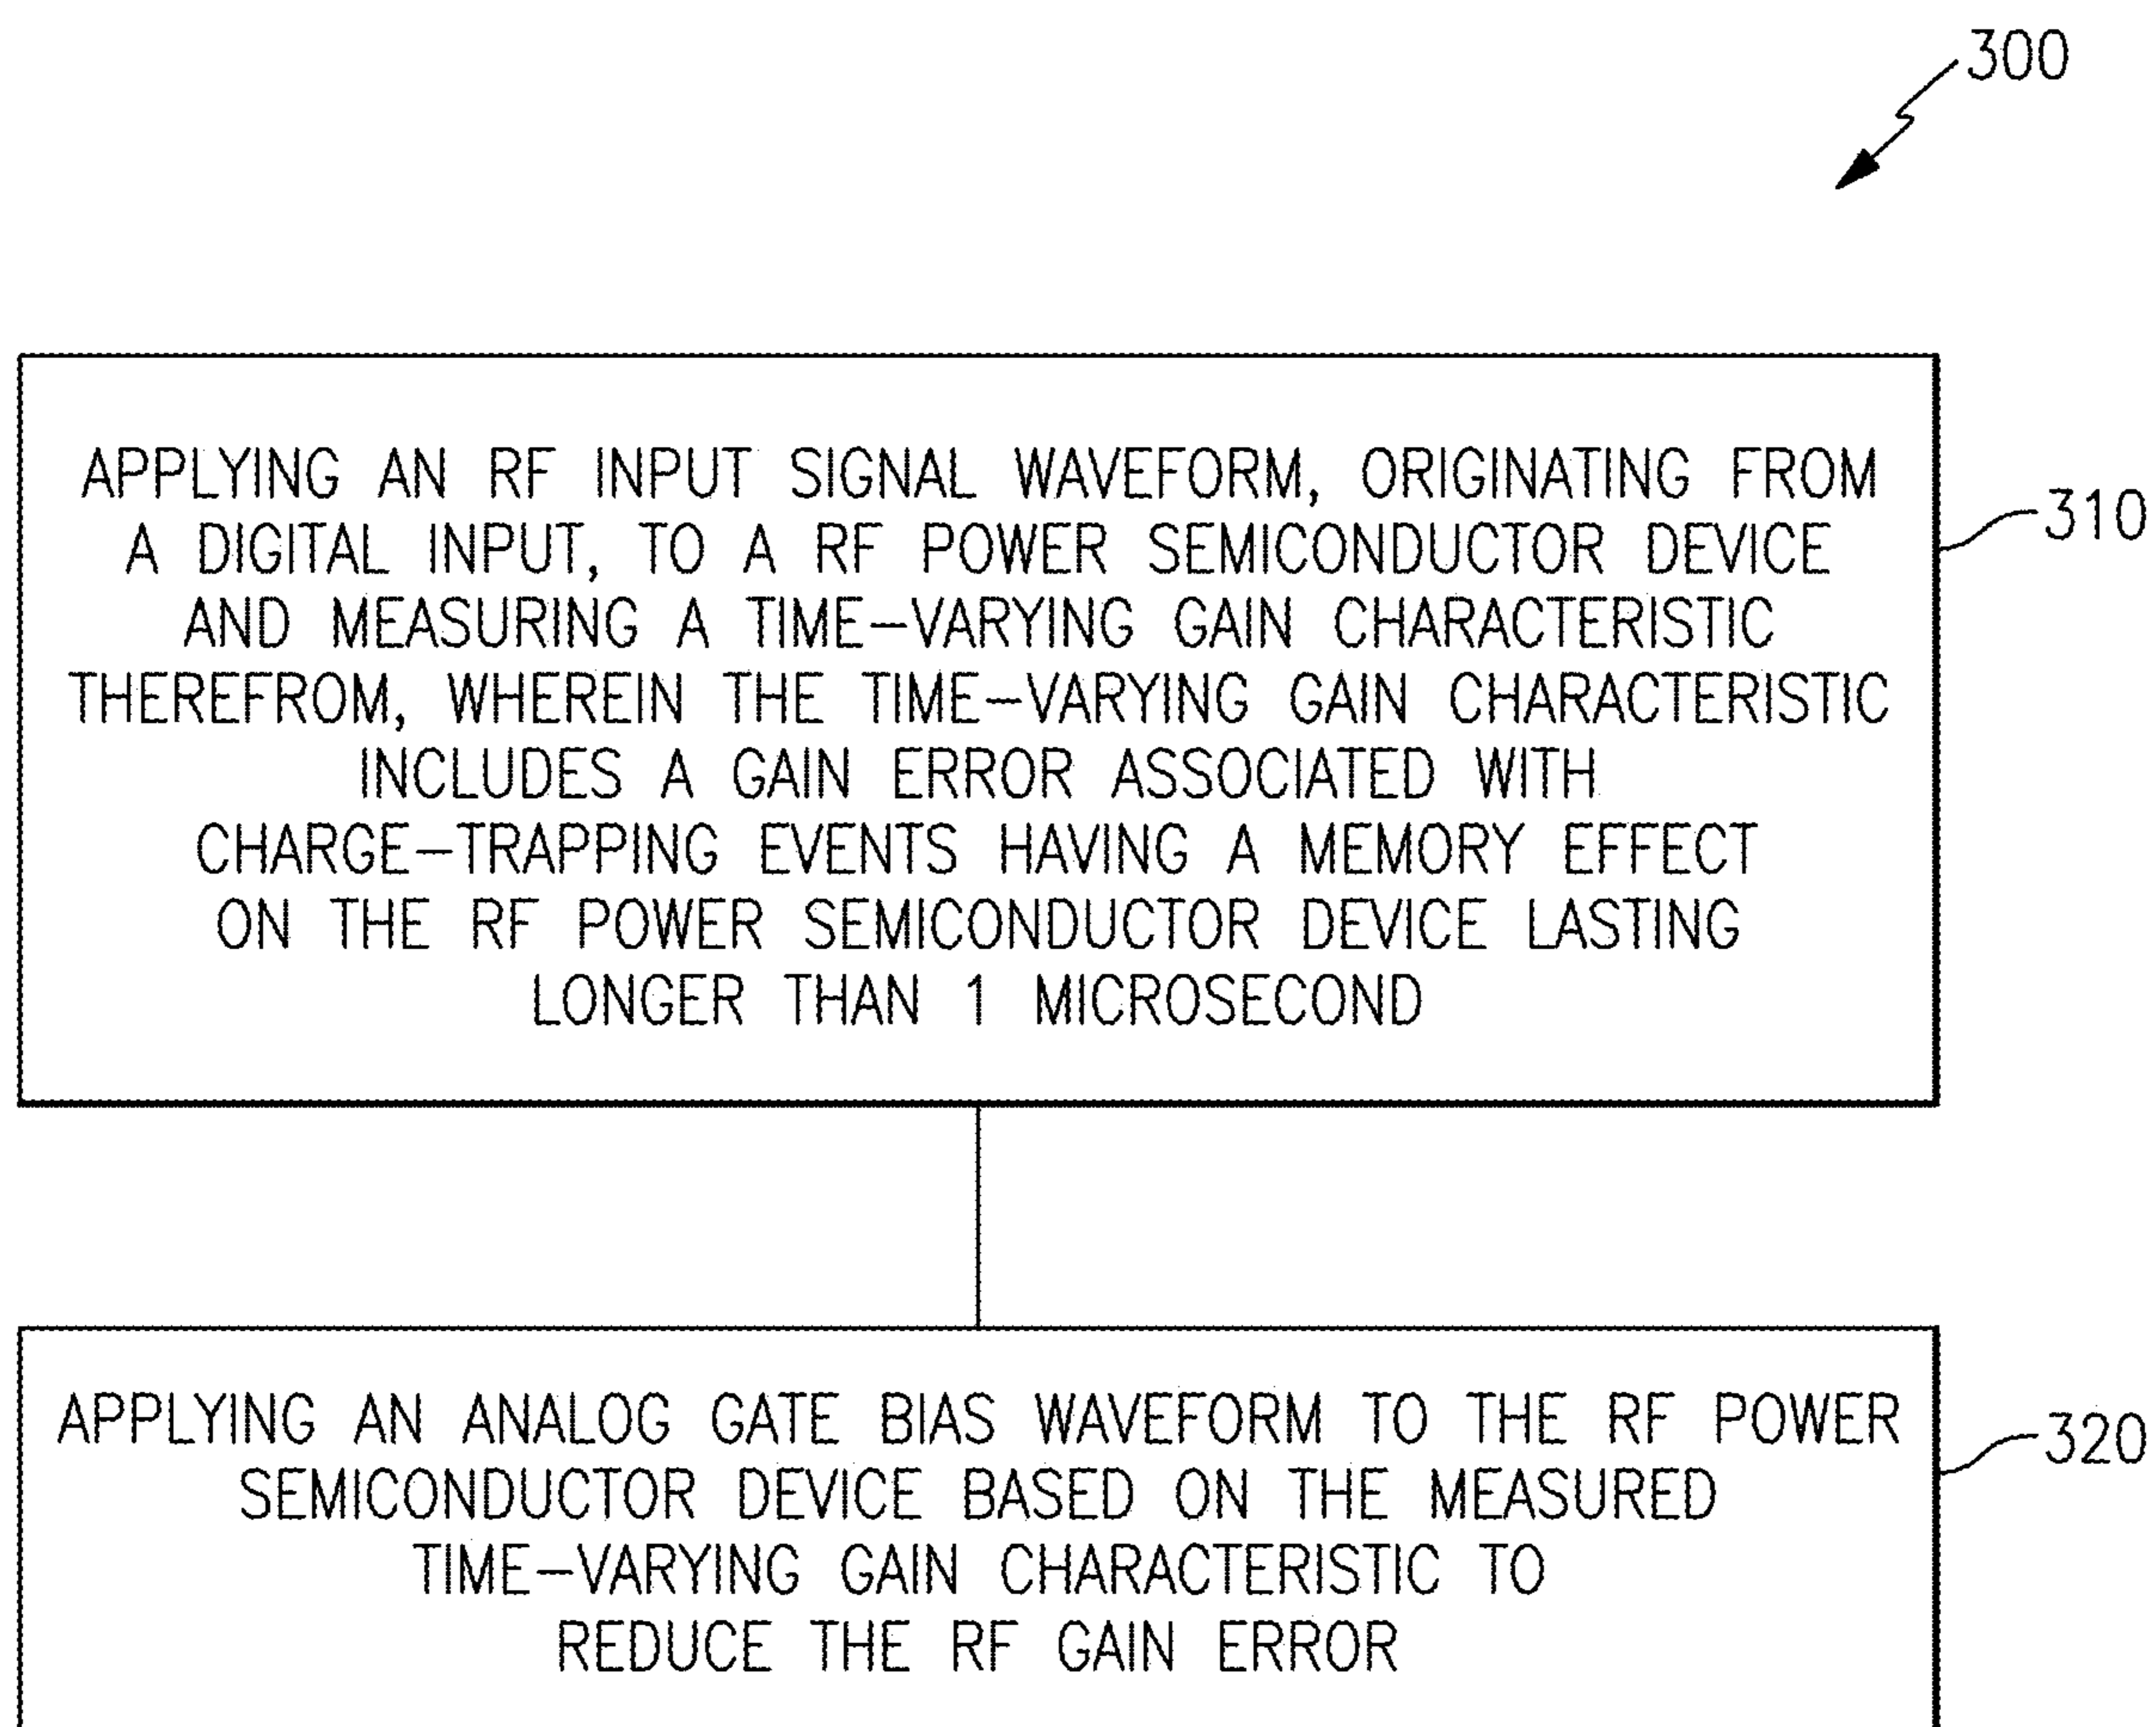 300
APPLYING AN RF INPUT SIGNAL WAVEFORM, ORIGINATING FROM
A DIGITAL INPUT, TO A RF POWER SEMICONDUCTOR DEVICE
AND MEASURING A TIME-VARYING GAIN CHARACTERISTIC
THEREFROM, WHEREIN THE TIME-VARYING GAIN CHARACTERISTIC
INCLUDES A GAIN ERROR ASSOCIATED WITH
CHARGE-TRAPPING EVENTS HAVING A MEMORY EFFECT
ON THE RF POWER SEMICONDUCTOR DEVICE LASTING
LONGER THAN 1 MICROSECOND
310
APPLYING AN ANALOG GATE BIAS WAVEFORM TO THE RF POWER
SEMICONDUCTOR DEVICE BASED ON THE MEASURED
TIME-VARYING GAIN CHARACTERISTIC TO
REDUCE THE RF GAIN ERROR
320